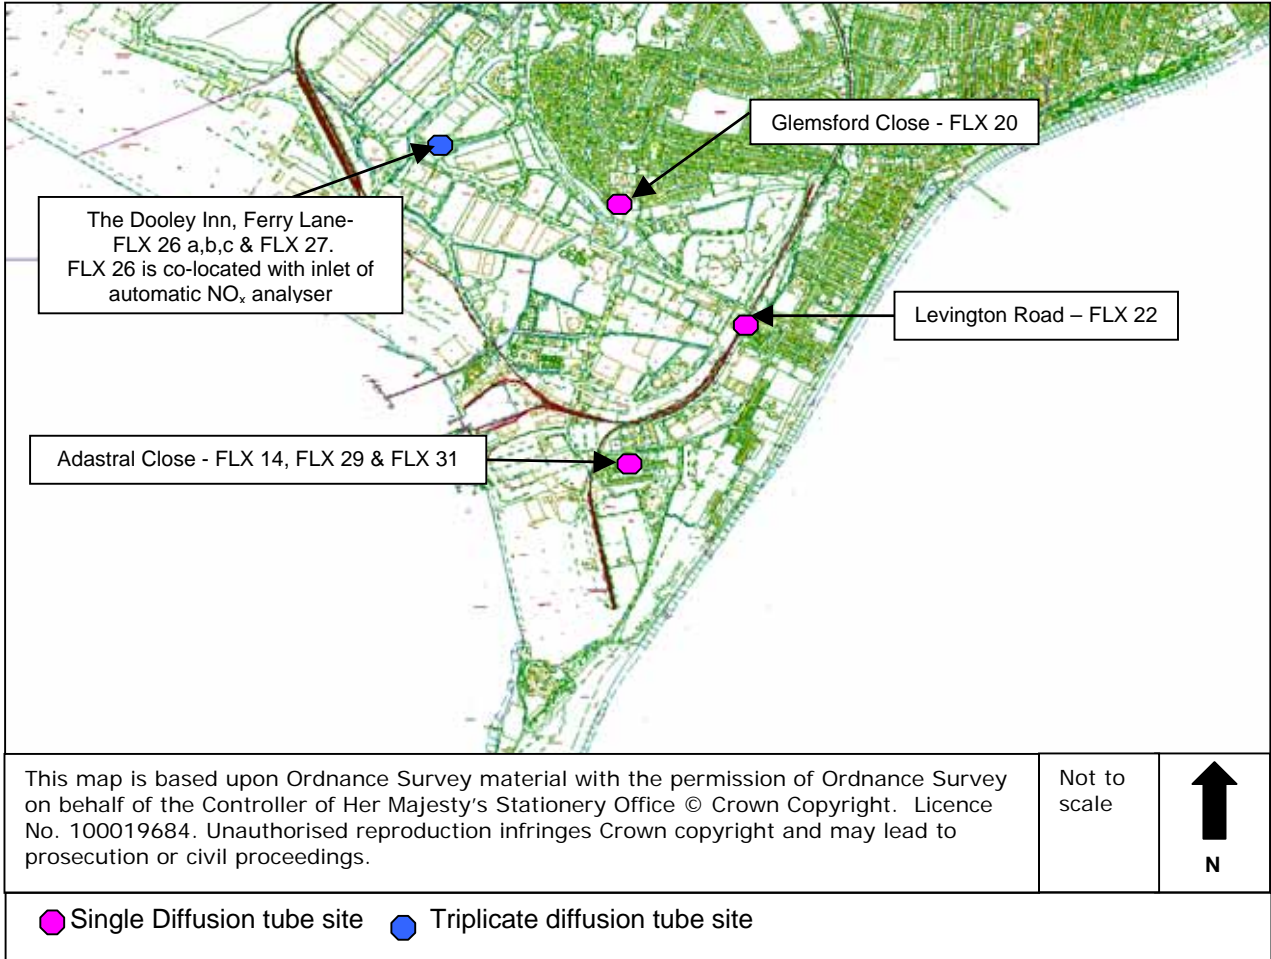 Glemsford Close - FLX 20
The Dooley Inn, Ferry Lane-
FLX 26 a,b,c & FLX 27.
FLX 26 is co-located with inlet of
automatic NOₓ analyser
Levington Road – FLX 22
Adastral Close - FLX 14, FLX 29 & FLX 31
This map is based upon Ordnance Survey material with the permission of Ordnance Survey
on behalf of the Controller of Her Majesty's Stationery Office © Crown Copyright. Licence
No. 100019684. Unauthorised reproduction infringes Crown copyright and may lead to
prosecution or civil proceedings.
Not to
scale
N
Single Diffusion tube site
Triplicate diffusion tube site